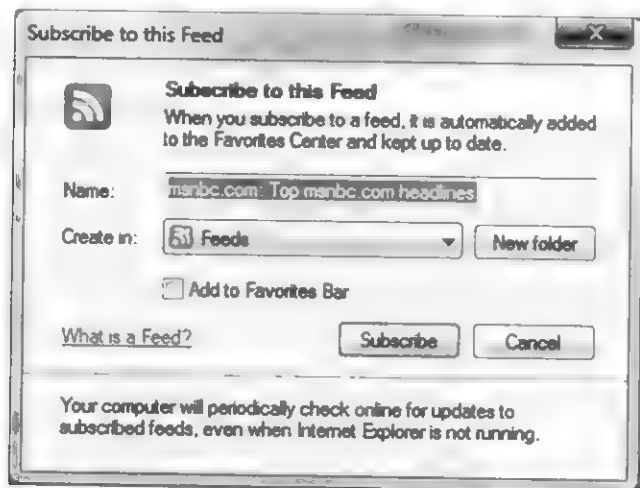 Subscribe to this Feed
X
Subscribe to this Feed
When you subscribe to a feed, it is automatically added
to the Favorites Center and kept up to date.
Name: msnbc.com: Top msnbc.com headlines
Create in: Feeds New folder
Add to Favorites Bar
What is a Feed? Subscribe Cancel
Your computer will periodically check online for updates to
subscribed feeds, even when Internet Explorer is not running.